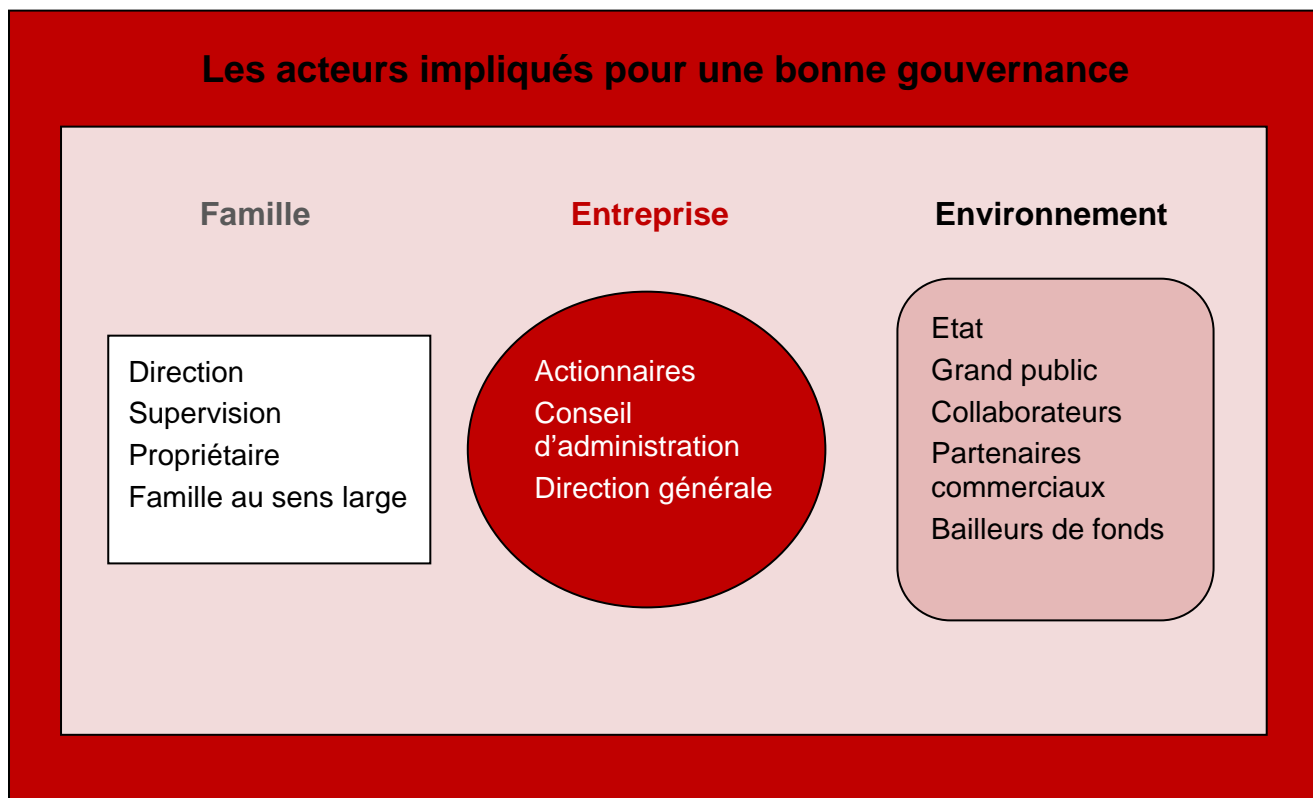 Les acteurs impliqués pour une bonne gouvernance
Famille
Direction
Supervision
Propriétaire
Famille au sens large
Entreprise
Actionnaires
Conseil
d’administration
Direction générale
Environnement
Etat
Grand public
Collaborateurs
Partenaires
commerciaux
Bailleurs de fonds